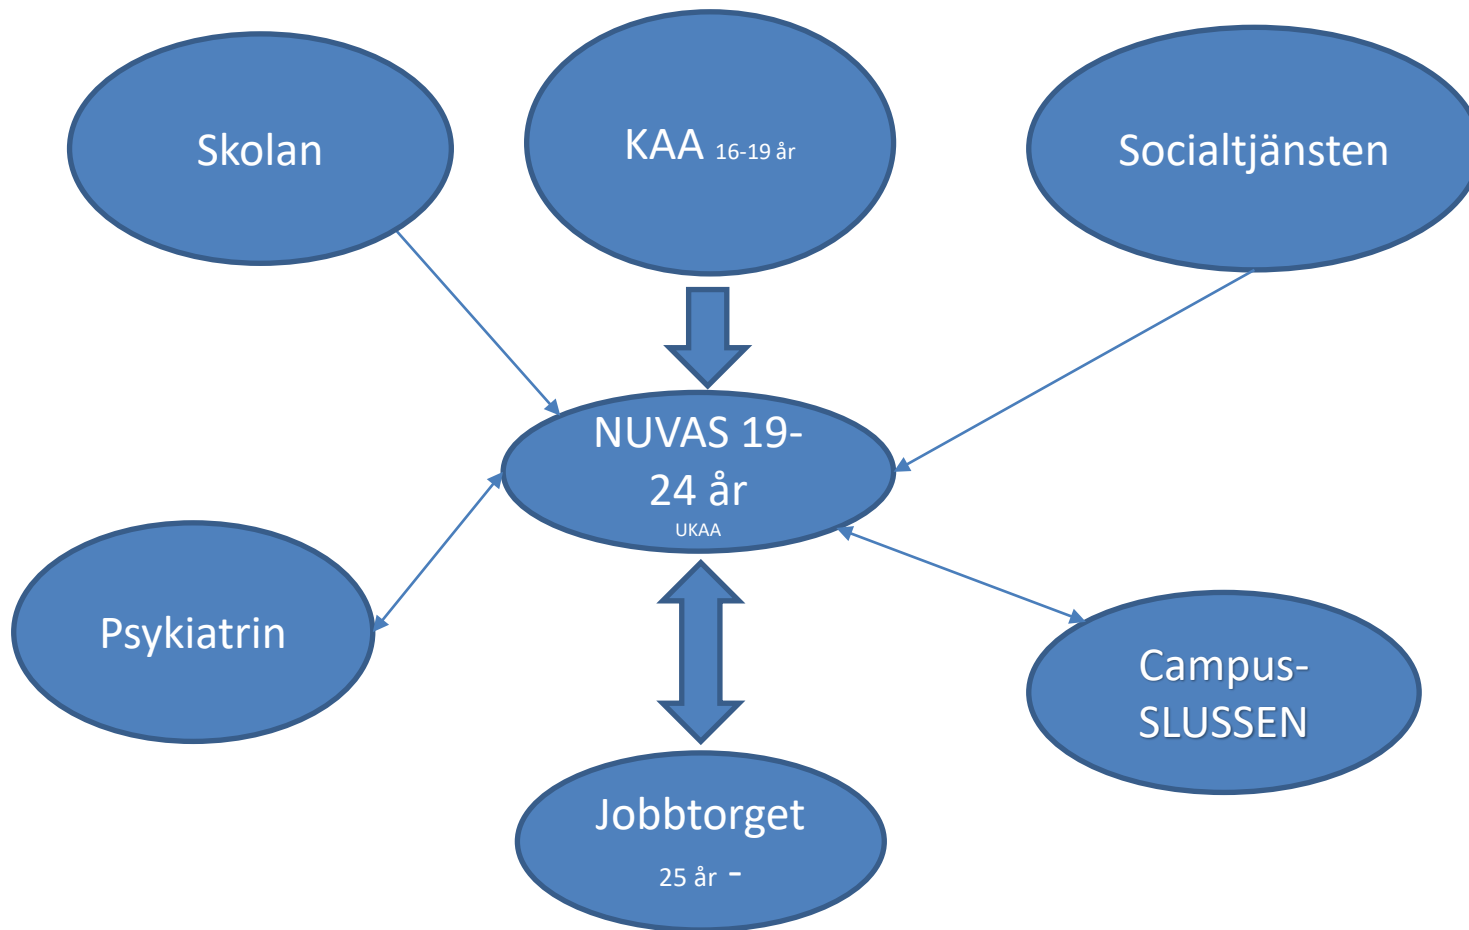 Skolan
KAA 16-19 år
Socialtjänsten
NUVAS 19-
24 år
UKAA
Psykiatrin
Campus-
SLUSSEN
Jobbtorget
25 år -